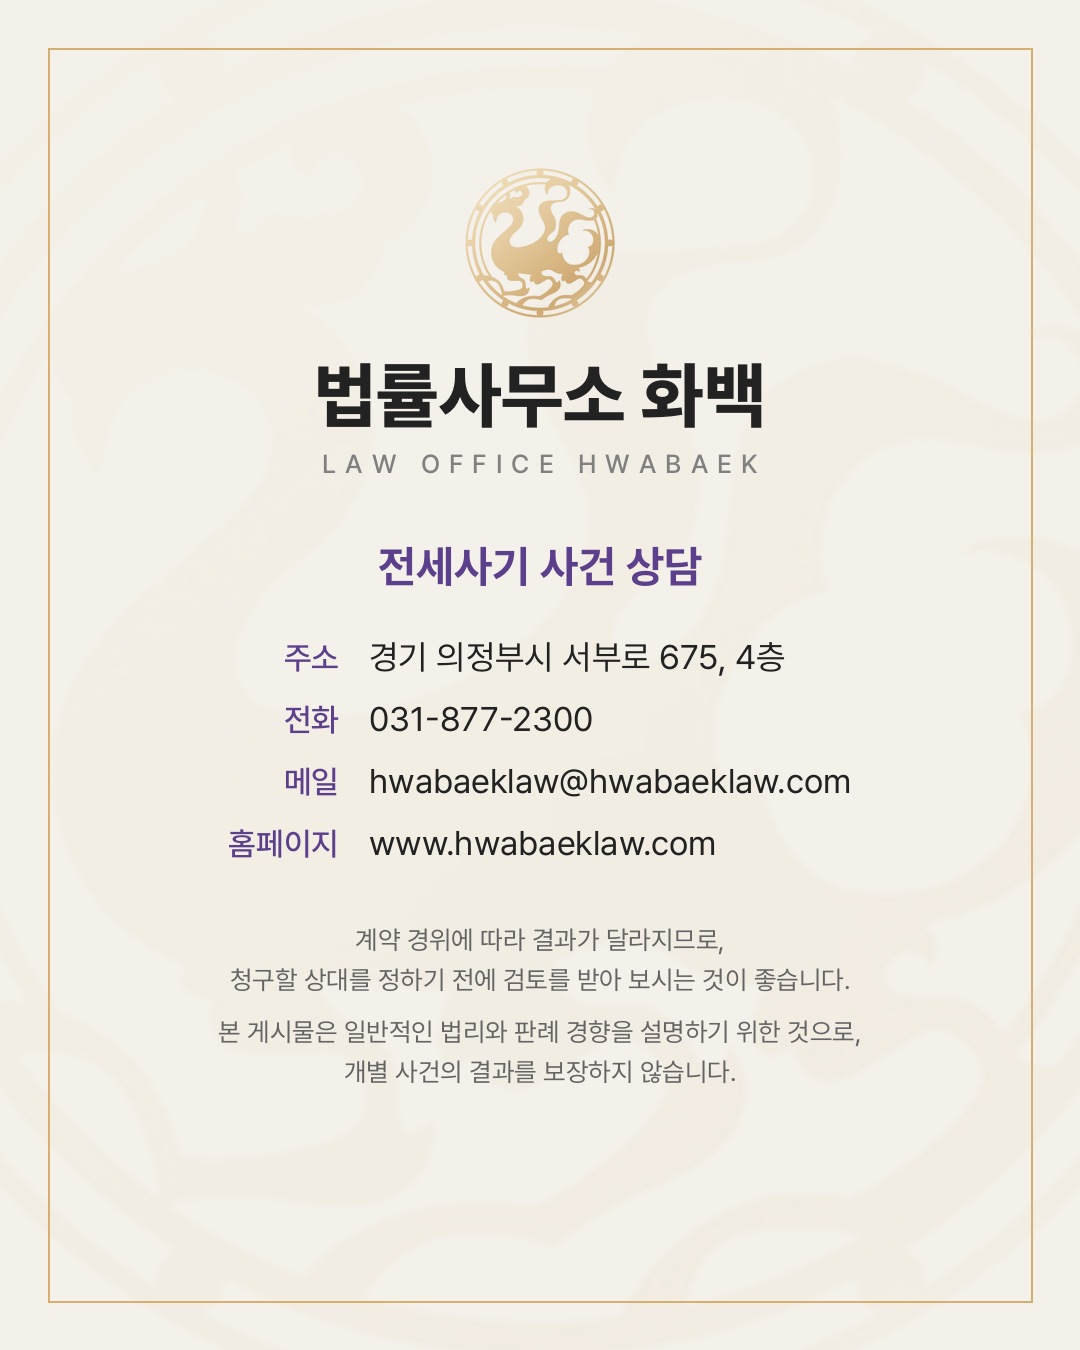 법률사무소 화백
LAW OFFICE HWABAEK
전세사기 사건 상담
주소 경기 의정부시 서부로 675, 4층
전화 031-877-2300
메일 hwabaeklaw@hwabaeklaw.com
홈페이지 www.hwabaeklaw.com
계약 경위에 따라 결과가 달라지므로,
청구할 상대를 정하기 전에 검토를 받아 보시는 것이 좋습니다.
본 게시물은 일반적인 법리와 판례 경향을 설명하기 위한 것으로,
개별 사건의 결과를 보장하지 않습니다.